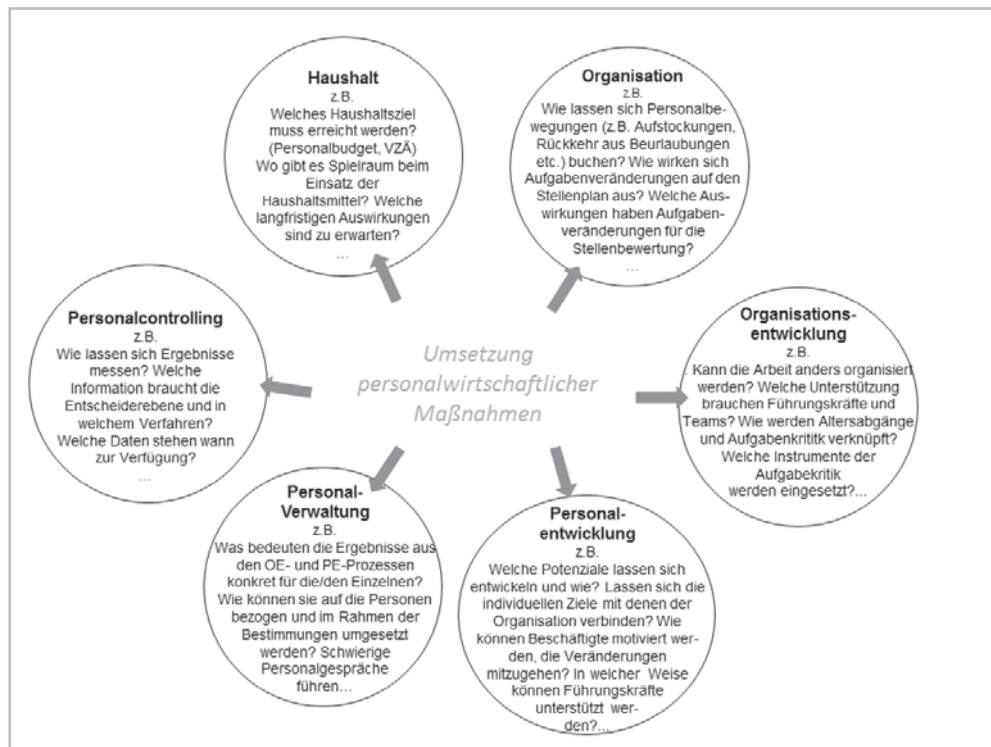 Haushalt
z.B.
Welches Haushaltsziel
muss erreicht werden?
(Personalbudget, VZÄ)
Wo gibt es Spielraum beim
Einsatz der
Haushaltsmittel? Welche
langfristigen Auswirkungen
sind zu erwarten?
...
Organisation
z.B.
Wie lassen sich Personalbe-
wegungen (z.B. Aufstockungen,
Rückkehr aus Beurlaubungen
etc.) buchen? Wie wirken sich
Aufgabenveränderungen auf den
Stellenplan aus? Welche Aus-
wirkungen haben Aufgaben-
veränderungen für die
Stellenbewertung?
...
Personalcontrolling
z.B.
Wie lassen sich Ergebnisse
messen? Welche
Information braucht die
Entscheiderebene und in
welchem Verfahren?
Welche Daten stehen wann
zur Verfügung?
...
Umsetzung
personalwirtschaftlicher
Maßnahmen
Organisations-
entwicklung
z.B.
. Kann die Arbeit anders organisiert
werden? Welche Unterstützung
brauchen Führungskräfte und
Teams? Wie werden Altersabgänge
und Aufgabenkrititk verknüpft?
Welche Instrumente der
Aufgabekritik
werden eingesetzt?...
Personal-
Verwaltung
z.B.
Was bedeuten die Ergebnisse aus
den OE- und PE-Prozessen
konkret für die/den Einzelnen?
Wie können sie auf die Personen
bezogen und im Rahmen der
Bestimmungen umgesetzt
werden? Schwierige
Personalgespräche
führen...
Personal-
entwicklung
z.B.
Welche Potenziale lassen sich
entwickeln und wie? Lassen sich die
individuellen Ziele mit denen der
Organisation verbinden? Wie
können Beschäftigte motiviert wer-
den, die Veränderungen
mitzugehen? In welcher Weise
können Führungskräfte
unterstützt wer-
den?...